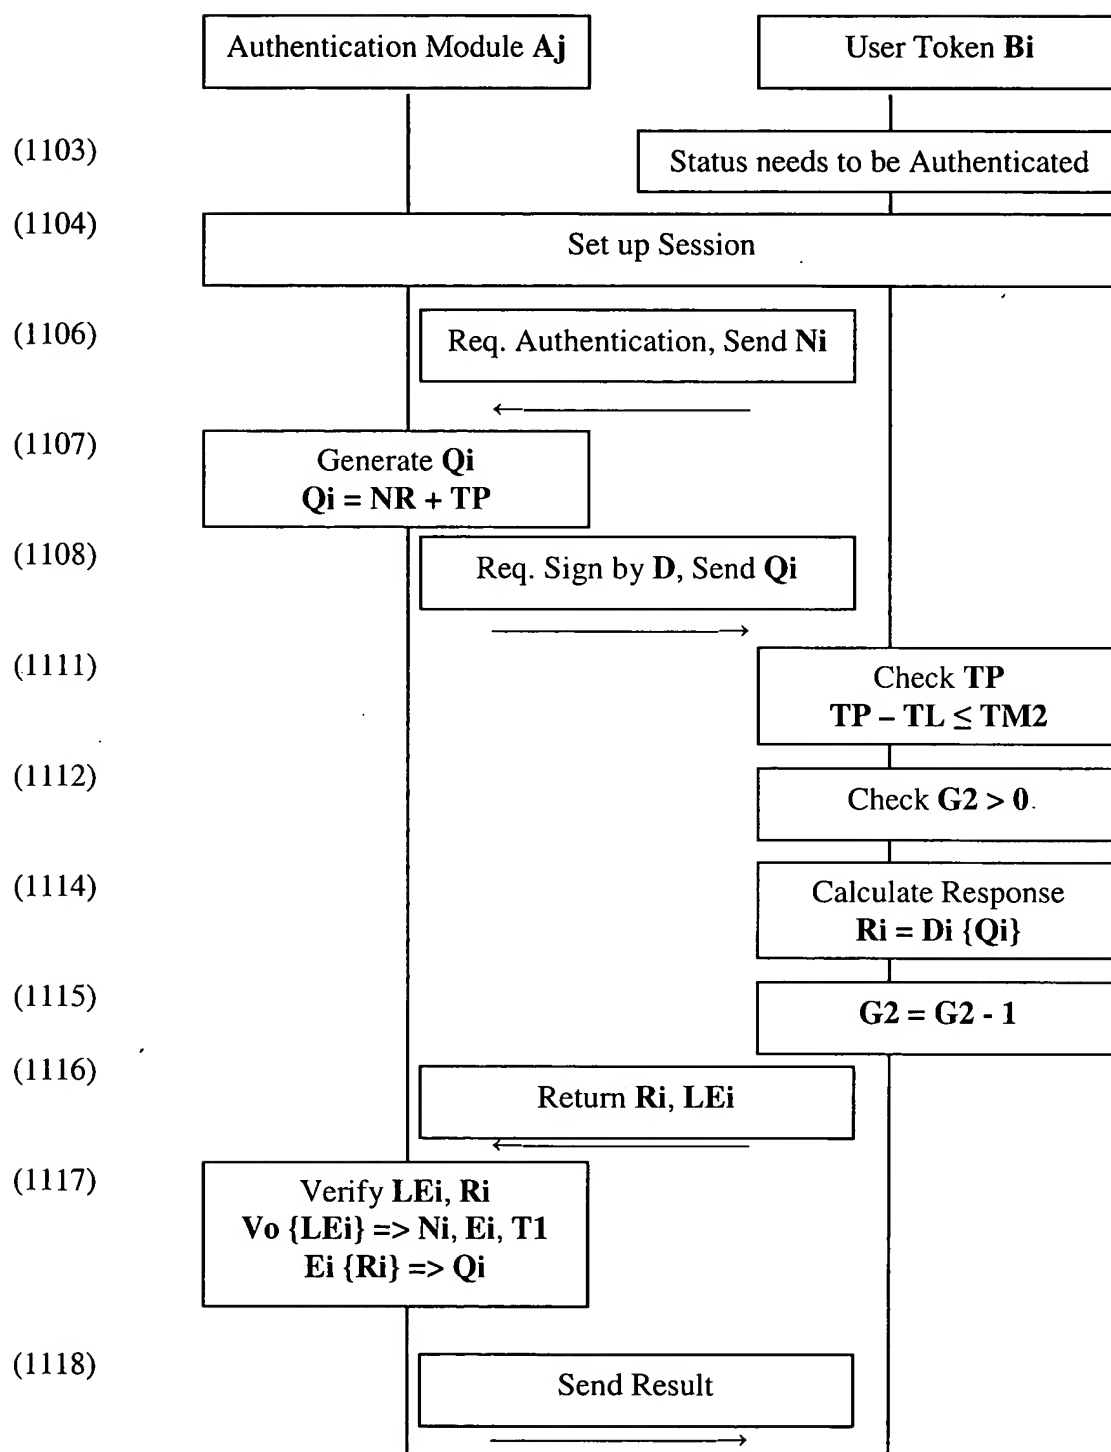 Authentication Module Aj
User Token Bi
(1103)
Status needs to be Authenticated
(1104)
Set up Session
(1106)
Req. Authentication, Send Ni
(1107)
Generate Qi
Qi = NR + TP
(1108)
Req. Sign by D, Send Qi
(1111)
Check TP
TP – TL ≤ TM2
(1112)
Check G2 > 0
(1114)
Calculate Response
Ri = Di {Qi}
(1115)
G2 = G2 - 1
(1116)
Return Ri, LEi
(1117)
Verify LEi, Ri
Vo {LEi} => Ni, Ei, T1
Ei {Ri} => Qi
(1118)
Send Result